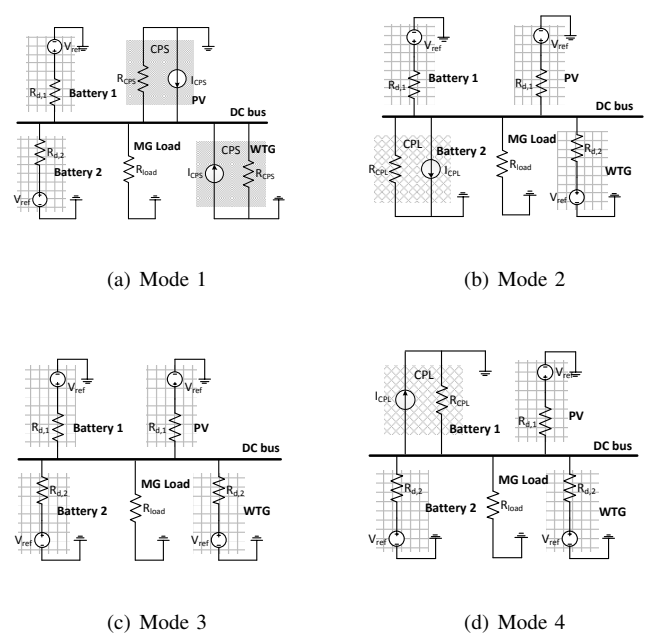 V_ref
CPS
R_d,1
R_CPS
I_CPS
Battery 1
PV
DC bus
R_d,2
MG Load
CPS
WTG
Battery 2
R_load
I_CPS
R_CPS
V_ref
(a) Mode 1
V_ref
V_ref
R_d,1
Battery 1
R_d,1
PV
DC bus
CPL
Battery 2
MG Load
R_d,2
R_CPL
I_CPL
R_load
WTG
V_ref
(b) Mode 2
V_ref
V_ref
R_d,1
Battery 1
R_d,1
PV
DC bus
R_d,2
MG Load
R_d,2
Battery 2
R_load
WTG
V_ref
V_ref
(c) Mode 3
CPL
V_ref
I_CPL
R_CPL
R_d,1
PV
Battery 1
DC bus
R_d,2
MG Load
R_d,2
Battery 2
R_load
WTG
V_ref
V_ref
(d) Mode 4